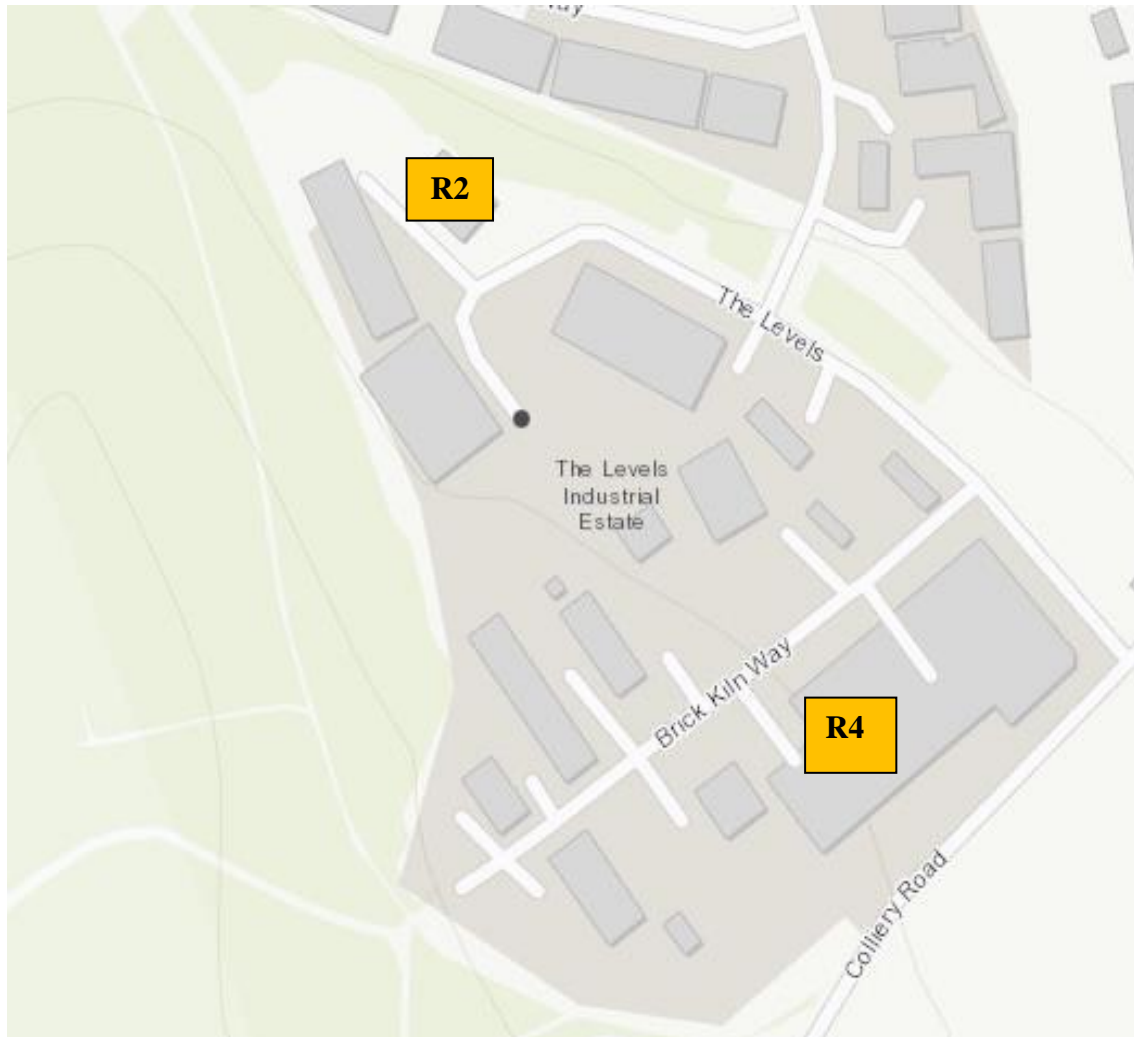 R2
The Levels
The Levels
Industrial
Estate
Brick Kiln Way
R4
Colliery Road